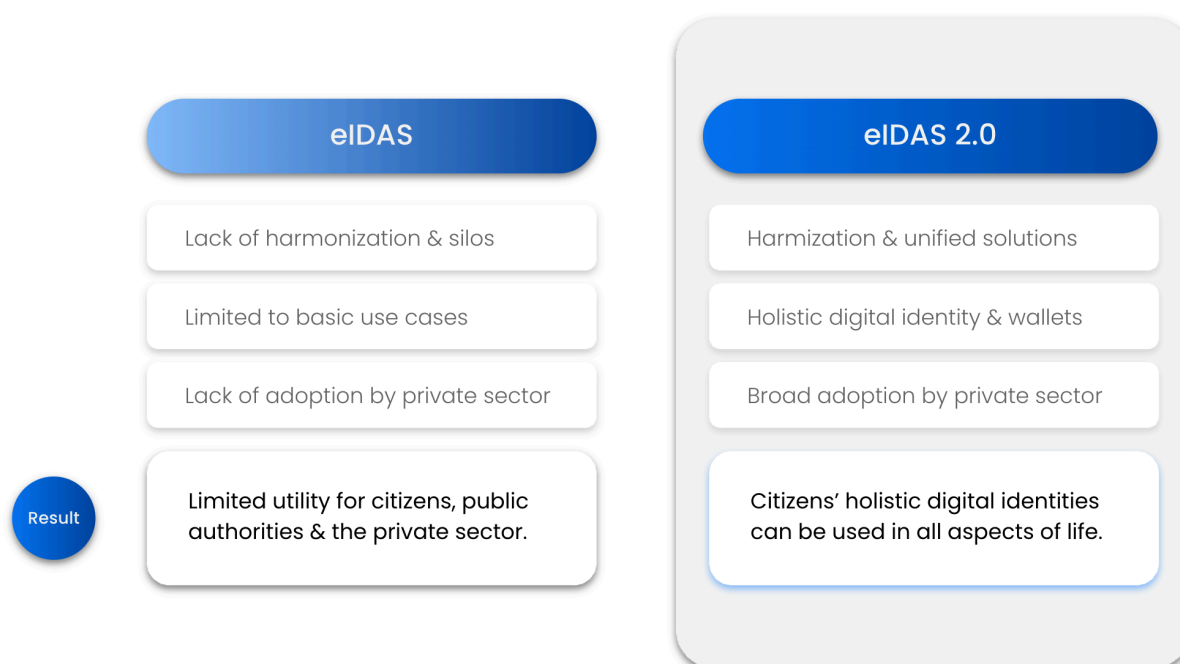 eIDAS
Lack of harmonization & silos
Limited to basic use cases
Lack of adoption by private sector
Result
Limited utility for citizens, public
authorities & the private sector.
eIDAS 2.0
Harmization & unified solutions
Holistic digital identity & wallets
Broad adoption by private sector
Citizens’ holistic digital identities
can be used in all aspects of life.